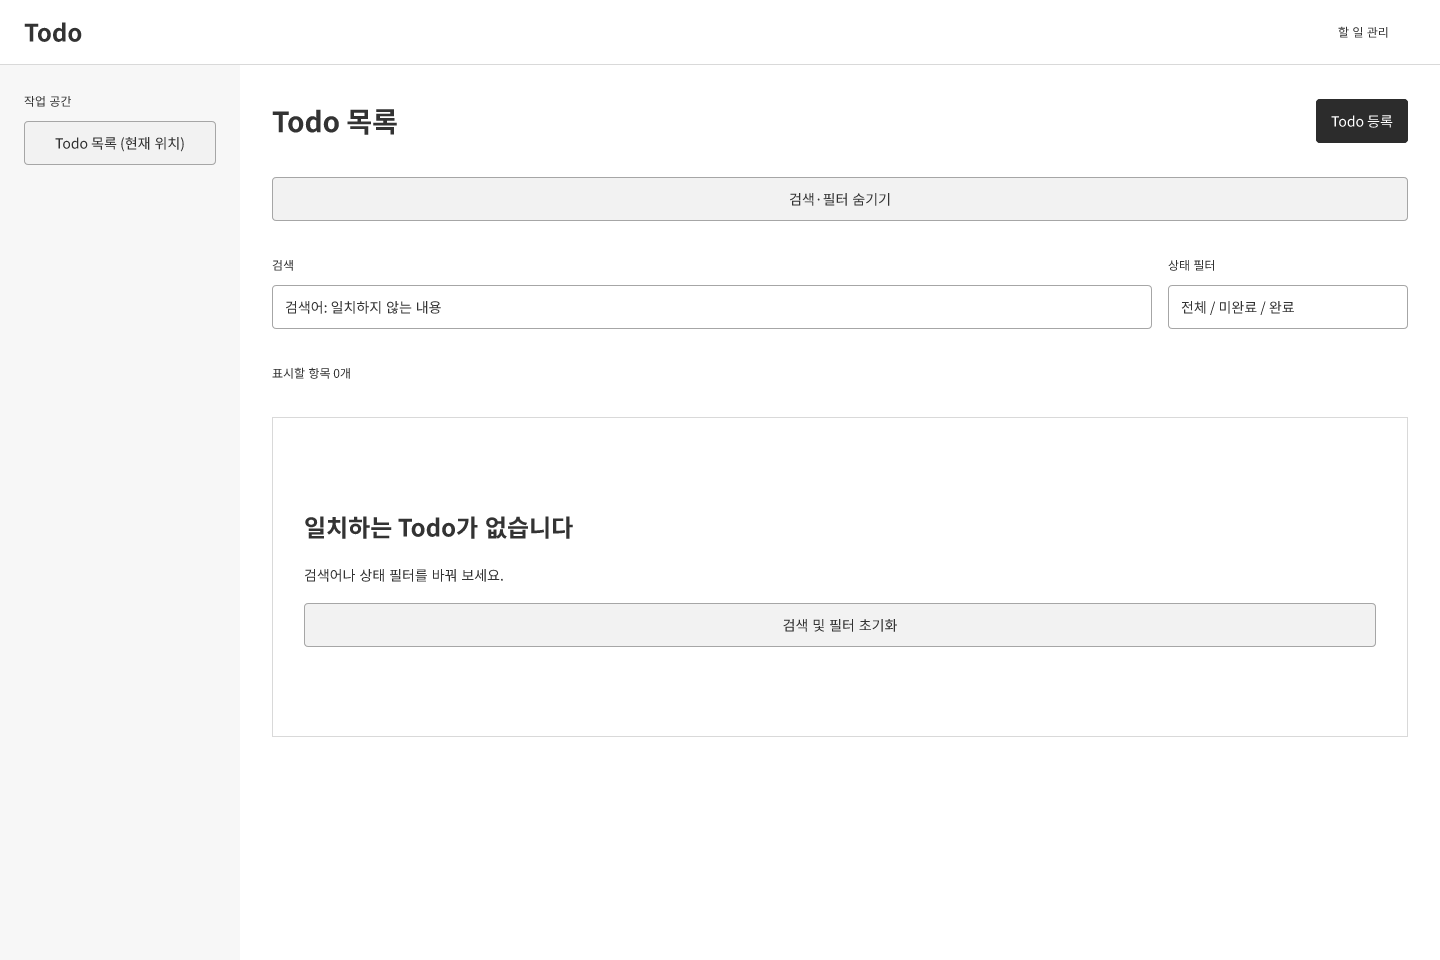 Todo
할 일 관리
작업 공간
Todo 목록 (현재 위치)
Todo 목록
Todo 등록
검색·필터 숨기기
검색
상태 필터
검색어: 일치하지 않는 내용
전체 / 미완료 / 완료
표시할 항목 0개
일치하는 Todo가 없습니다
검색어나 상태 필터를 바꿔 보세요.
검색 및 필터 초기화